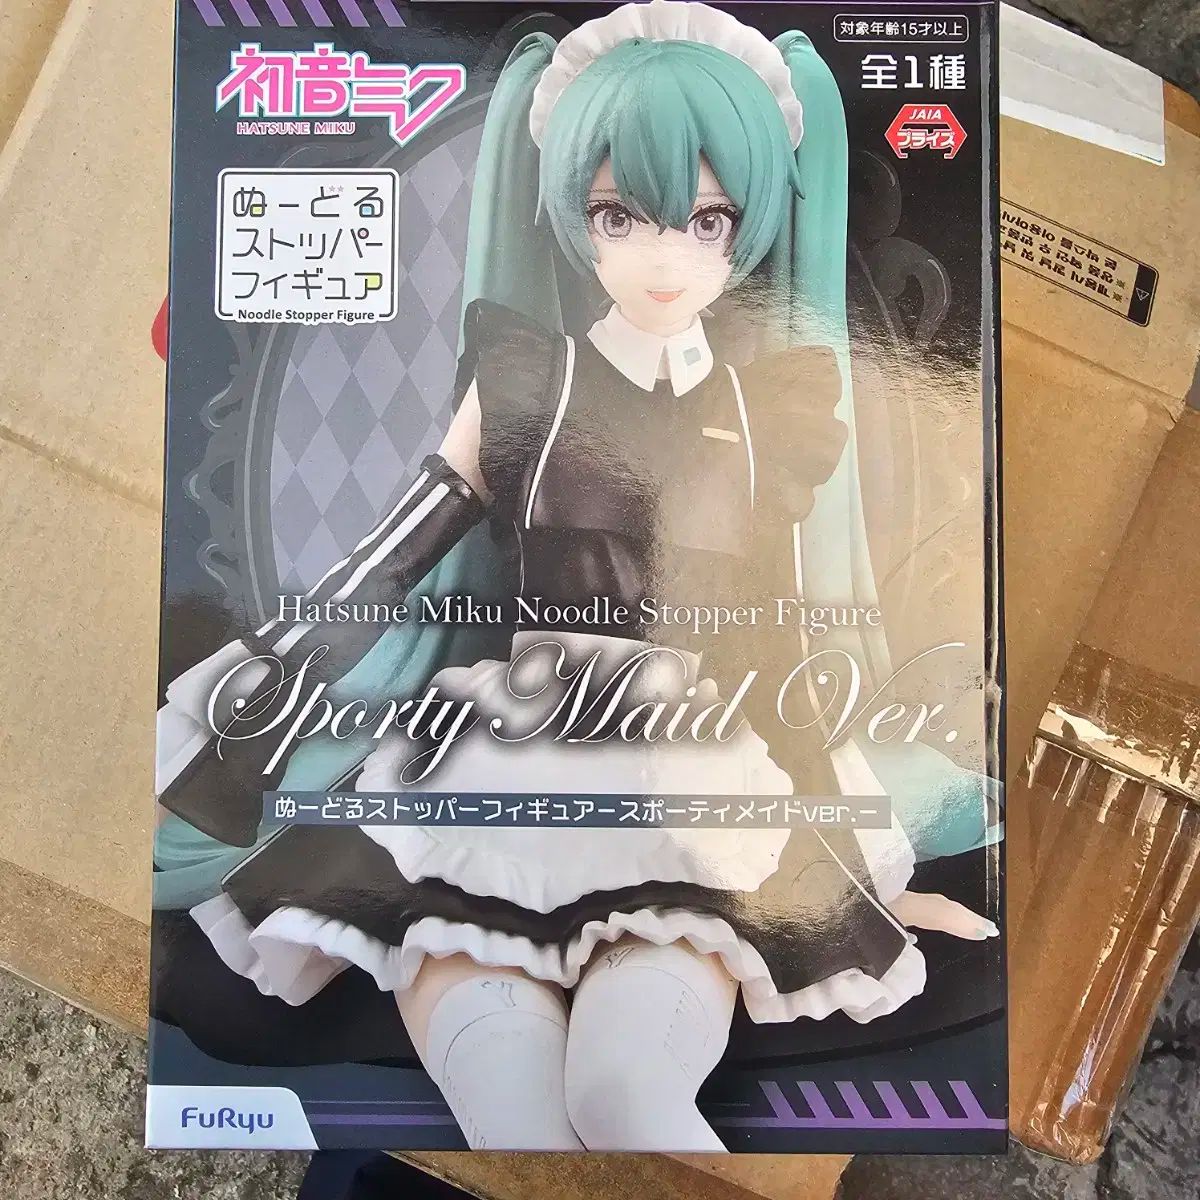 対象年齢15才以上
全1種
JAIA
プライズ
初音ミク
HATSUNE MIKU
ぬーどる
ストッパー
フィギュア
Noodle Stopper Figure
Hatsune Miku Noodle Stopper Figure
Sporty Maid Ver.
ぬーどるストッパーフィギュアースポーティメイドver.ー
FuRyu